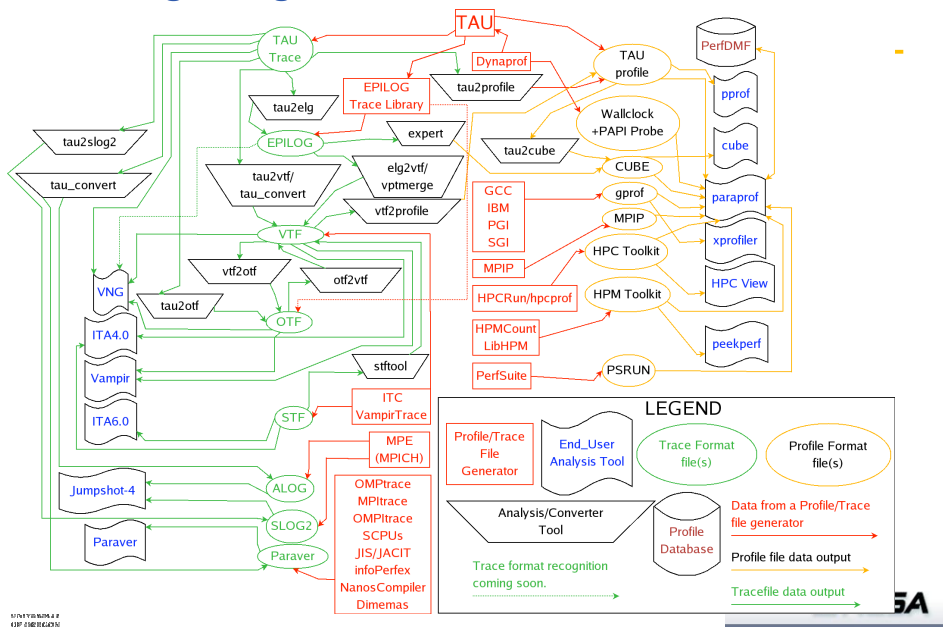 TAU
TAU
Trace
Dynaprof
TAU
profile
PerfDMF
EPILOG
Trace Library
tau2profile
pprof
tau2elg
Wallclock
+PAPI Probe
tau2slog2
EPILOG
expert
tau2cube
cube
CUBE
tau_convert
tau2vtf/
tau_convert
elg2vtf/
vptmerge
GCC
IBM
PGI
SGI
gprof
paraprof
vtf2profile
MPIP
VTF
xprofiler
HPC Toolkit
vtf2otf
otf2vtf
MPIP
HPC View
VNG
tau2otf
HPCRun/hpcprof
HPM Toolkit
OTF
ITA4.0
HPMCount
LibHPM
peekperf
Vampir
stftool
PerfSuite
PSRUN
ITA6.0
STF
ITC
VampirTrace
MPE
(MPICH)
Jumpshot-4
ALOG
SLOG2
Paraver
Paraver
OMPtrace
MPItrace
OMPItrace
SCPUs
JIS/JACIT
infoPerfex
NanosCompiler
Dimemas
LEGEND
Profile/Trace
File
Generator
End_User
Analysis Tool
Trace Format
file(s)
Profile Format
file(s)
Analysis/Converter
Tool
Profile
Database
Data from a Profile/Trace
file generator
Profile file data output
Trace format recognition
coming soon.
Tracefile data output